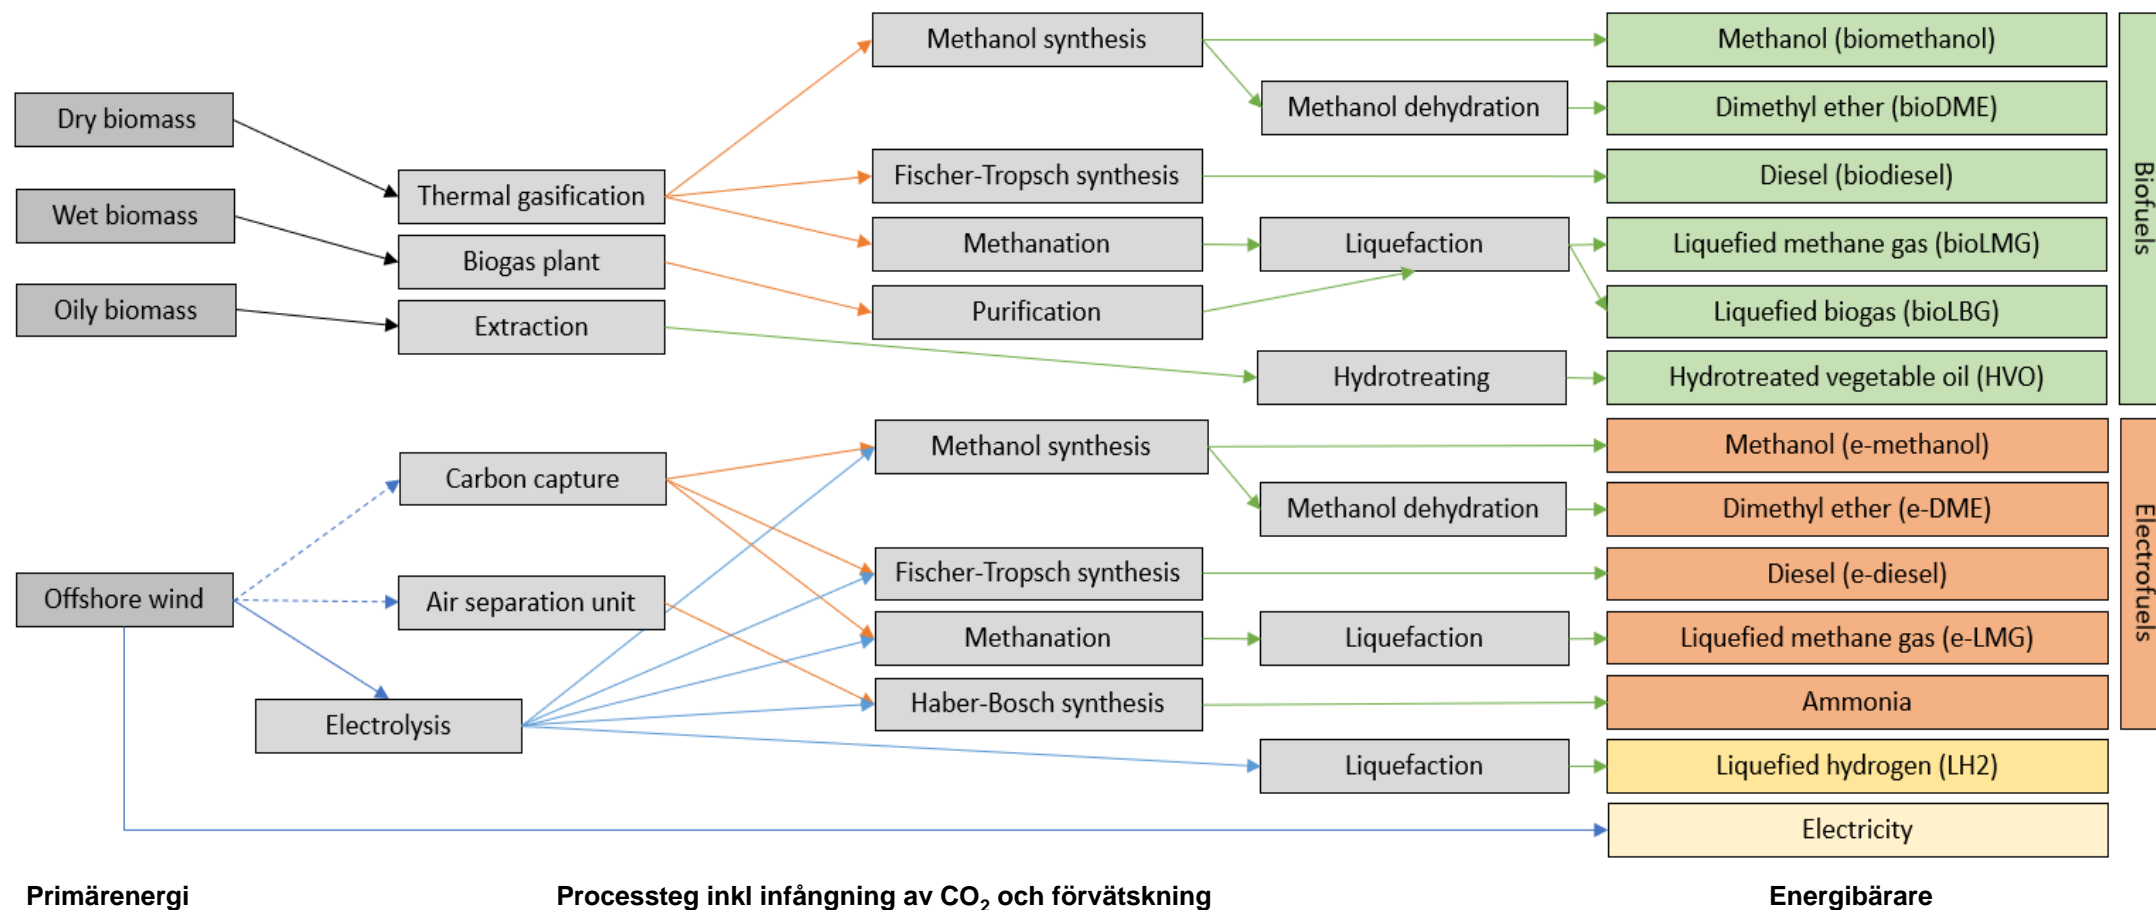 Methanol synthesis
Methanol (biomethanol)
Dry biomass
Methanol dehydration
Dimethyl ether (bioDME)
Thermal gasification
Fischer-Tropsch synthesis
Diesel (biodiesel)
Biofuels
Wet biomass
Biogas plant
Methanation
Liquefaction
Liquefied methane gas (bioLMG)
Oily biomass
Extraction
Purification
Liquefied biogas (bioLBG)
Hydrotreating
Hydrotreated vegetable oil (HVO)
Carbon capture
Methanol synthesis
Methanol (e-methanol)
Methanol dehydration
Dimethyl ether (e-DME)
Electrofuels
Offshore wind
Air separation unit
Fischer-Tropsch synthesis
Diesel (e-diesel)
Methanation
Liquefaction
Liquefied methane gas (e-LMG)
Electrolysis
Haber-Bosch synthesis
Ammonia
Liquefaction
Liquefied hydrogen (LH2)
Electricity
Primärenergi
Processteg inkl infångning av CO₂ och förvätskning
Energibärare